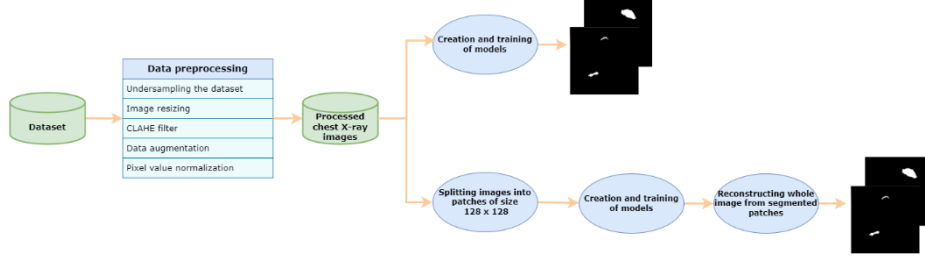 Dataset
Data preprocessing
Undersampling the dataset
Image resizing
CLAHE filter
Data augmentation
Pixel value normalization
Processed
chest X-ray
images
Creation and training
of models
Splitting images into
patches of size
128 x 128
Creation and training
of models
Reconstructing whole
image from segmented
patches